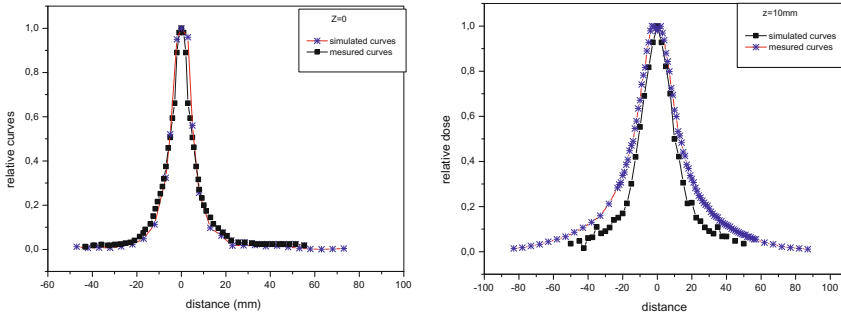 Z=0
simulated curves
mesured curves
relative curves
1,0
0,8
0,6
0,4
0,2
0,0
-60 -40 -20 0 20 40 60 80 100
distance (mm)
z=10mm
simulated curves
mesured curves
relative dose
1,0
0,8
0,6
0,4
0,2
0,0
-100 -80 -60 -40 -20 0 20 40 60 80 100
distance